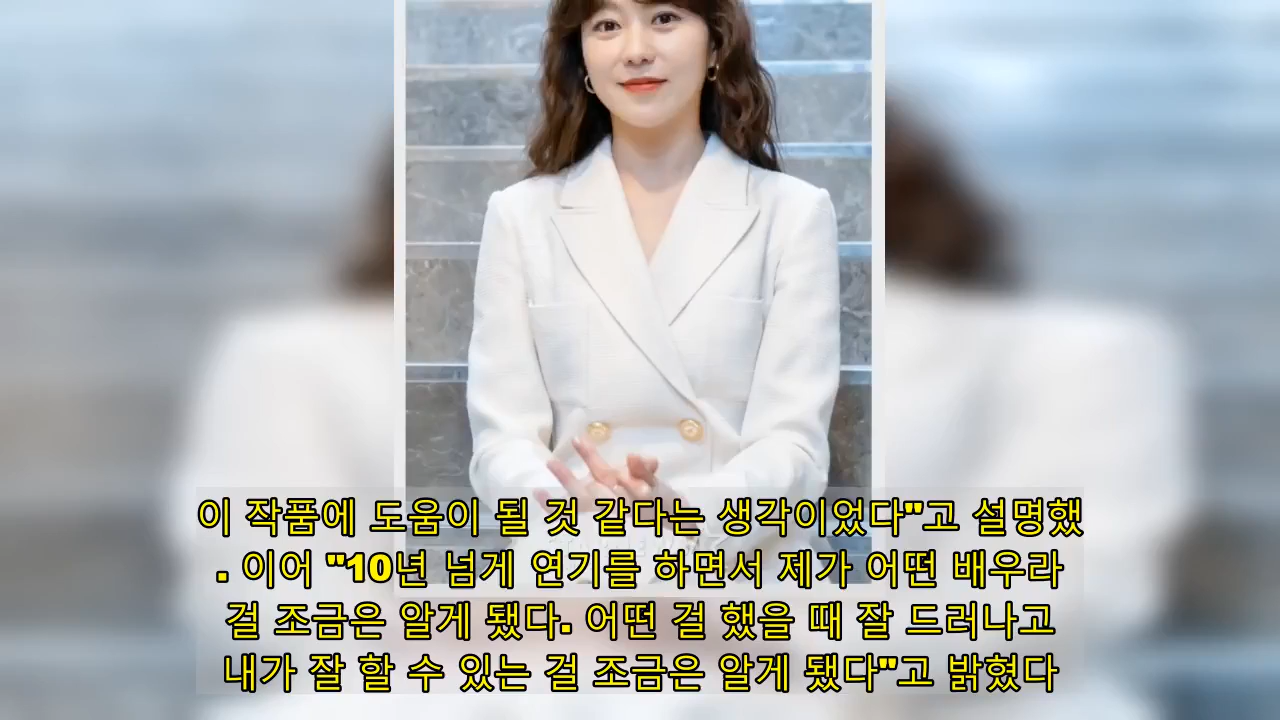 이 작품에 도움이 될 것 같다는 생각이었다"고 설명했
. 이어 "10년 넘게 연기를 하면서 제가 어떤 배우라
걸 조금은 알게 됐다. 어떤 걸 했을 때 잘 드러나고
내가 잘 할 수 있는 걸 조금은 알게 됐다"고 밝혔다